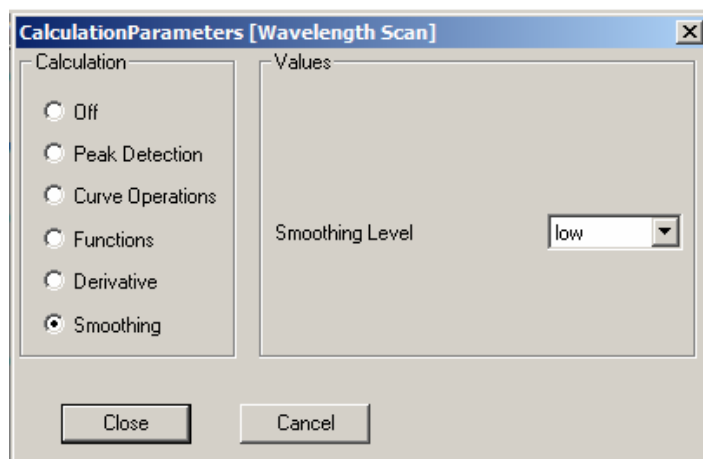 CalculationParameters [Wavelength Scan]
Calculation
Off
Peak Detection
Curve Operations
Functions
Derivative
Smoothing
Values
Smoothing Level
low
Close
Cancel